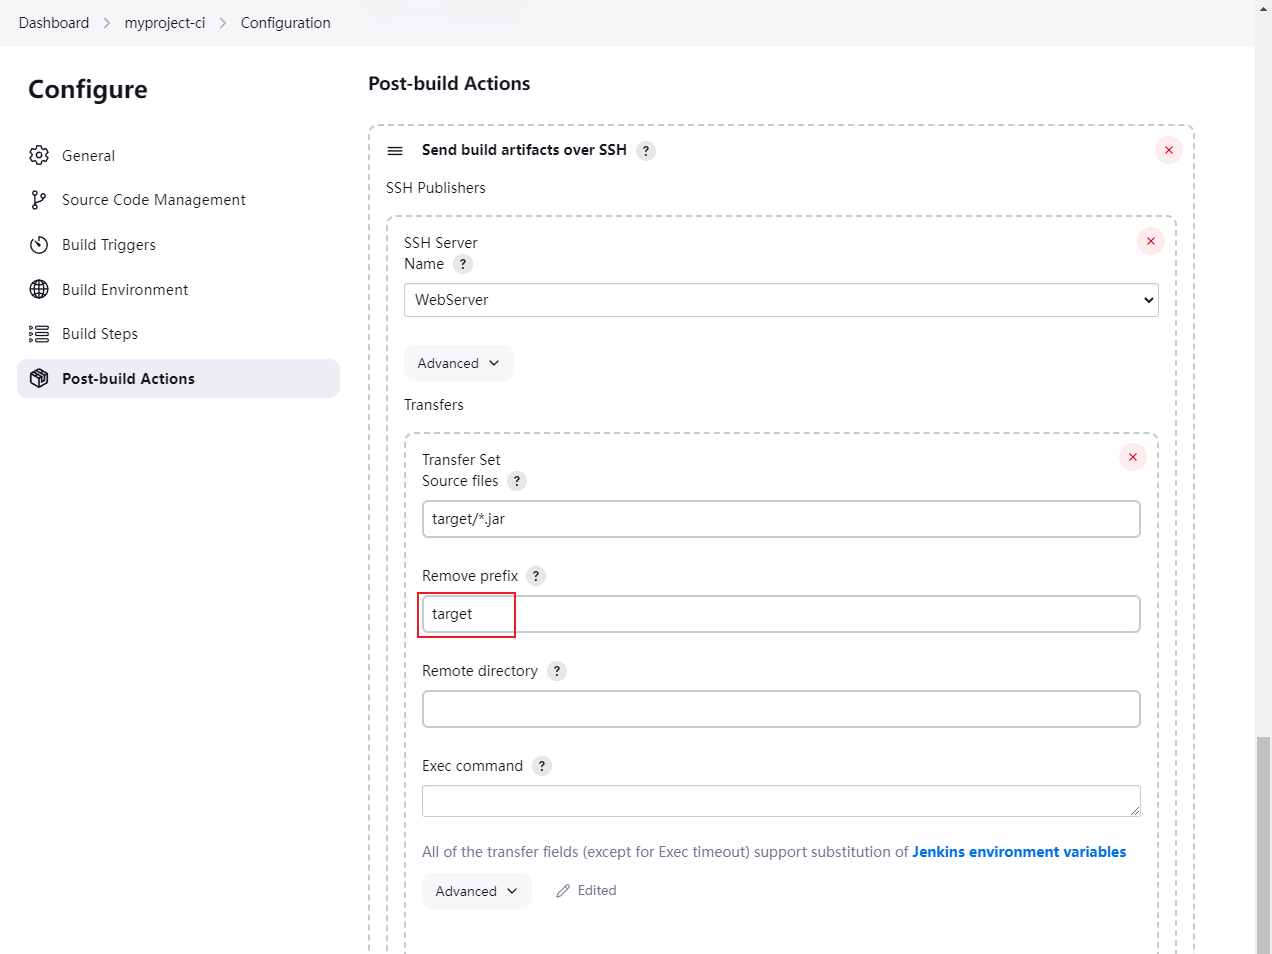 Dashboard > myproject-ci > Configuration
Configure
General
Source Code Management
Build Triggers
Build Environment
Build Steps
Post-build Actions
Post-build Actions
Send build artifacts over SSH ?
SSH Publishers
SSH Server
Name ?
WebServer
Advanced
Transfers
Transfer Set
Source files ?
target/*.jar
Remove prefix ?
target
Remote directory ?
Exec command ?
All of the transfer fields (except for Exec timeout) support substitution of Jenkins environment variables
Advanced Edited